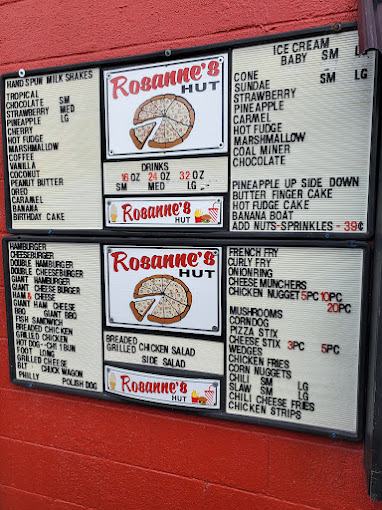 HAND SPUN MILK SHAKES
TROPICAL
CHOCOLATE SM
STRAWBERRY MED
PINEAPPLE LG
CHERRY
HOT FUDGE
MARSHMALLOW
COFFEE
VANILLA
COCONUT
PEANUT BUTTER
OREO
CARAMEL
BANANA
BIRTHDAY CAKE
Rosanne's
HUT
DRINKS
16 OZ 24 OZ 32 OZ
SM MED LG
Rosanne's
HUT
ICE CREAM
BABY SM LG
CONE
SUNDAE SM LG
STRAWBERRY
PINEAPPLE
CARMEL
HOT FUDGE
MARSHMALLOW
COAL MINER
CHOCOLATE
PINEAPPLE UP SIDE DOWN
BUTTER FINGER CAKE
HOT FUDGE CAKE
BANANA BOAT
ADD NUTS-SPRINKLES - 39¢
HAMBURGER
CHEESEBURGER
DOUBLE HAMBURGER
DOUBLE CHEESEBURGER
GIANT HAMBURGER
GIANT CHEESEBURGER
HAM & CHEESE
GIANT HAM CHEESE
BBQ GIANT BBQ
FISH SANDWICH
BREADED CHICKEN
GRILLED CHICKEN
HOT DOG--CHI 1 BUN
FOOT LONG
GRILLED CHEESE
BLT CHUCK WAGON
PHILLY POLISH DOG
Rosanne's
HUT
BREADED
GRILLED CHICKEN SALAD
SIDE SALAD
Rosanne's
HUT
FRENCH FRY
CURLY FRY
ONIONRING
CHEESE MUNCHERS
CHICKEN NUGGET 5PC 10PC
20PC
MUSHROOMS
CORNDOG
PIZZA STIX
CHEESE STIX 3PC 5PC
WEDGES
CHICKEN FRIES
CORN NUGGETS
CHILI SM LG
SLAW SM LG
CHILI CHEESE FRIES
CHICKEN STRIPS